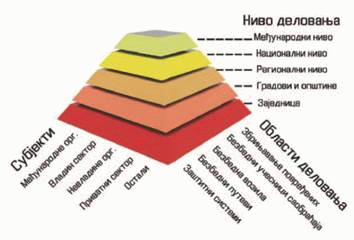 Ниво деловања
Међународни ниво
Национални ниво
Регионални ниво
Градови и општине
Заједница
Субјекти
Међународне орг.
Владин сектор
Невладине орг.
Приватни сектор
Остали
Области деловања
Збрињавање повређених
Безбедни учесници саобраћаја
Безбедна возила
Безбедни путеви
Заштитни системи